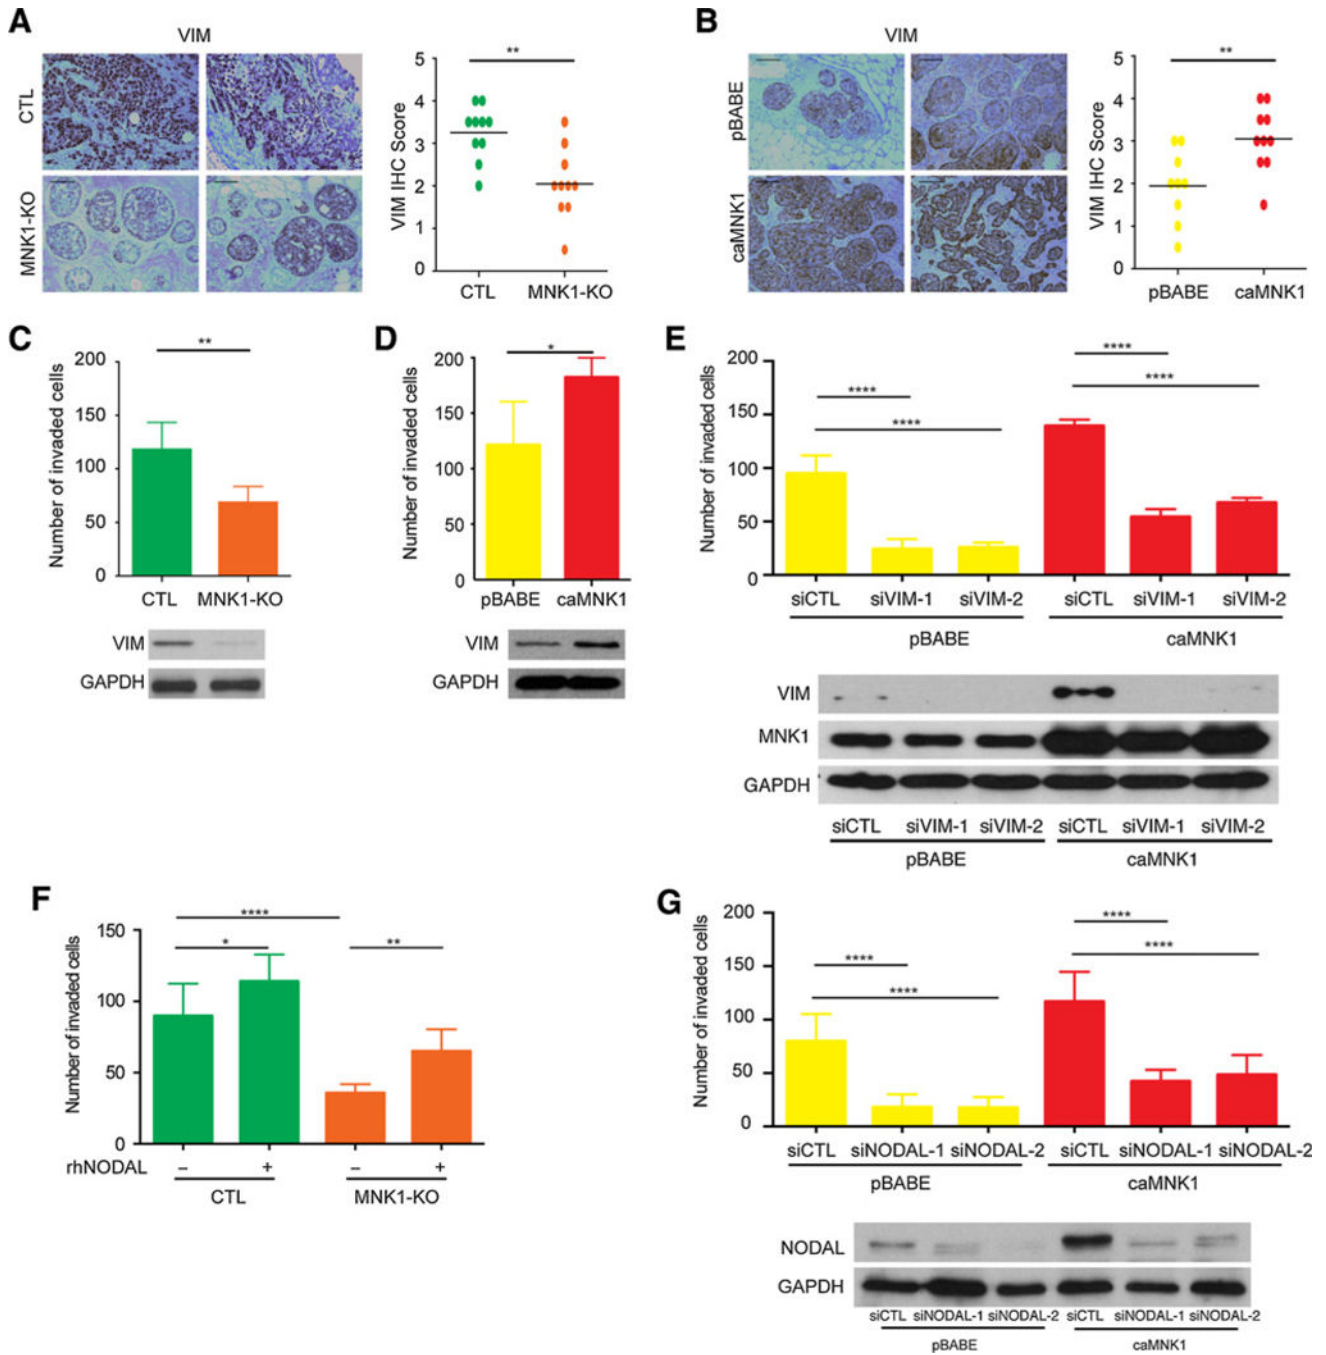 A
VIM
CTL
MNK1-KO
VIM IHC Score
5
4
3
2
1
0
**
CTL MNK1-KO
B
VIM
pBABE
caMNK1
VIM IHC Score
5
4
3
2
1
0
**
pBABE caMNK1
C
Number of invaded cells
200
150
100
50
0
**
CTL MNK1-KO
VIM
GAPDH
D
Number of invaded cells
200
150
100
50
0
*
pBABE caMNK1
VIM
GAPDH
E
Number of invaded cells
200
150
100
50
0
****
****
****
****
siCTL siVIM-1 siVIM-2 siCTL siVIM-1 siVIM-2
pBABE caMNK1
VIM
MNK1
GAPDH
siCTL siVIM-1 siVIM-2 siCTL siVIM-1 siVIM-2
pBABE caMNK1
F
Number of invaded cells
150
100
50
0
****
*
**
rhNODAL – + – +
CTL MNK1-KO
G
Number of invaded cells
200
150
100
50
0
****
****
****
****
siCTL siNODAL-1 siNODAL-2 siCTL siNODAL-1 siNODAL-2
pBABE caMNK1
NODAL
GAPDH
siCTL siNODAL-1 siNODAL-2 siCTL siNODAL-1 siNODAL-2
pBABE caMNK1